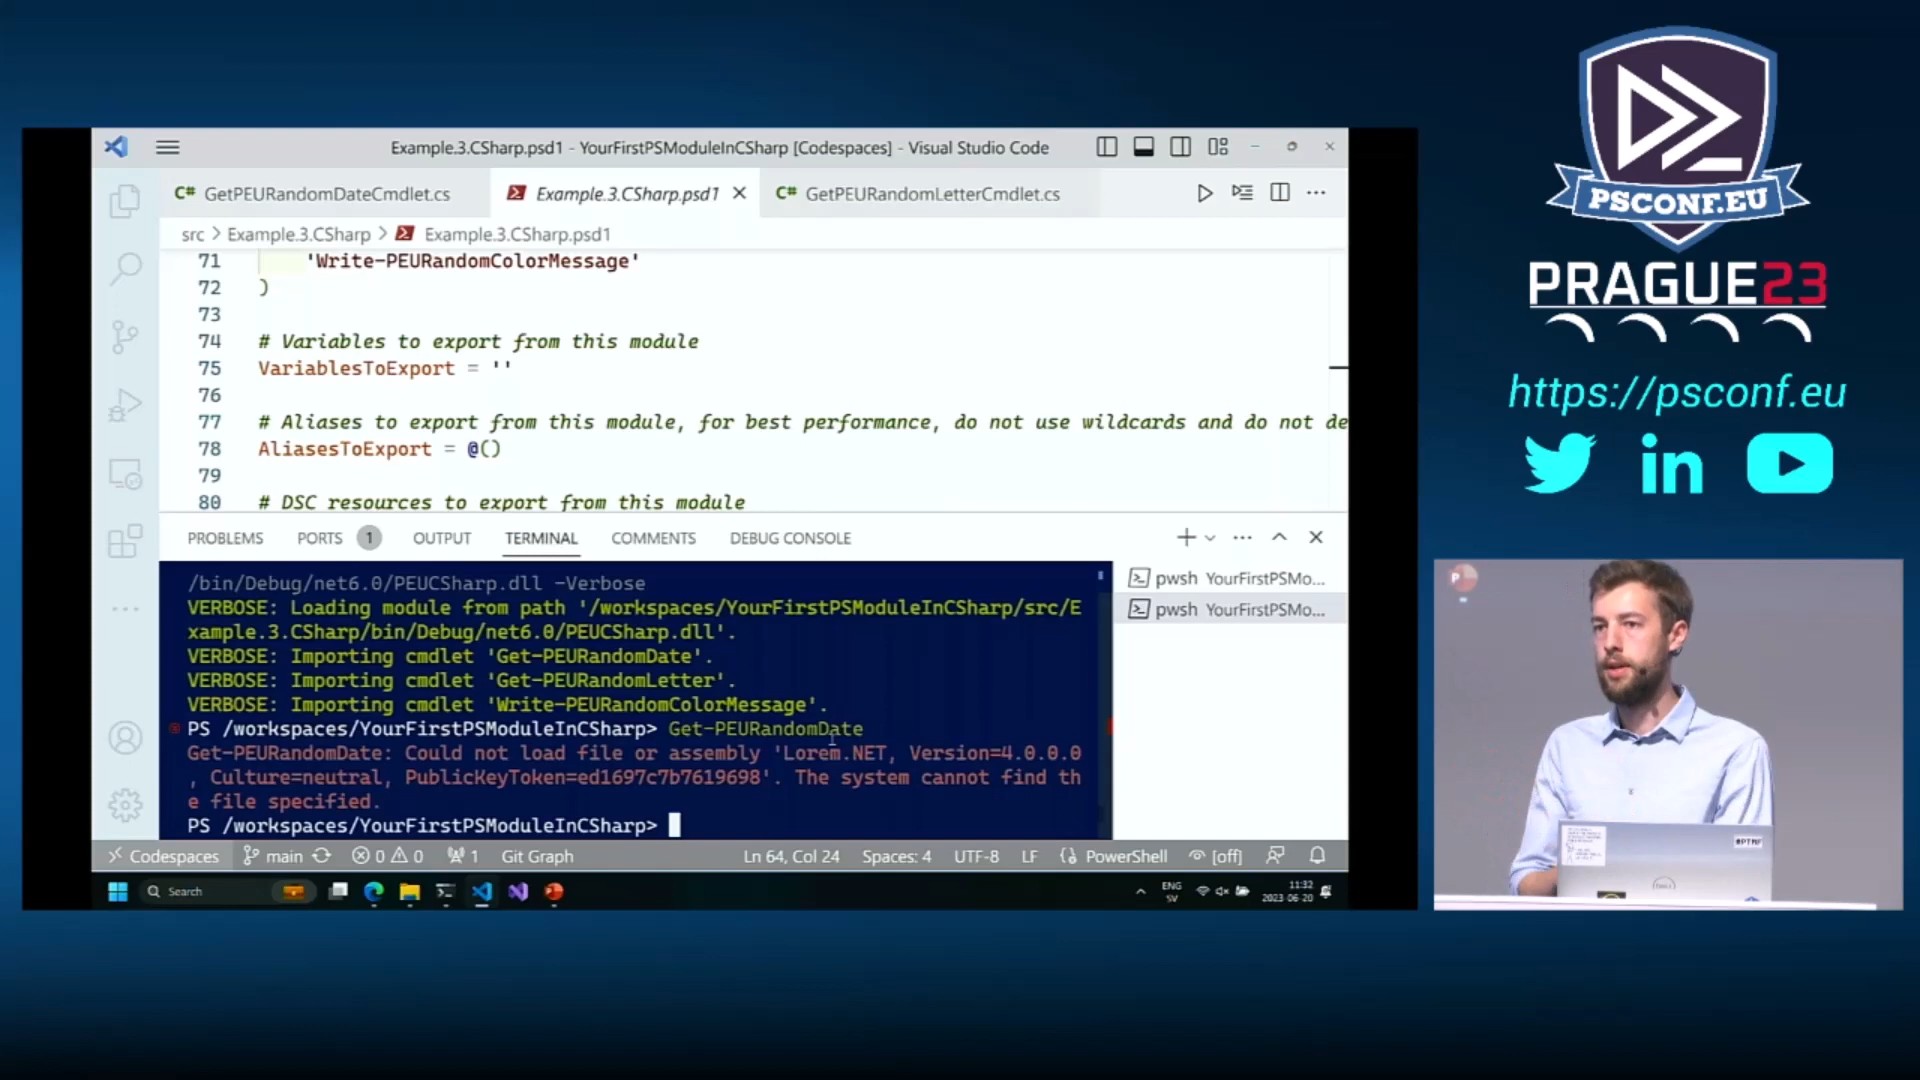 Example.3.CSharp.psd1 - YourFirstPSModuleInCSharp [Codespaces] - Visual Studio Code
C# GetPEURandomDateCmdlet.cs
Example.3.CSharp.psd1
C# GetPEURandomLetterCmdlet.cs
src > Example.3.CSharp > Example.3.CSharp.psd1
71 'Write-PEURandomColorMessage'
72 )
73
74 # Variables to export from this module
75 VariablesToExport = ''
76
77 # Aliases to export from this module, for best performance, do not use wildcards and do not de
78 AliasesToExport = @()
79
80 # DSC resources to export from this module
PROBLEMS PORTS 1 OUTPUT TERMINAL COMMENTS DEBUG CONSOLE
/bin/Debug/net6.0/PEUCSharp.dll -Verbose
VERBOSE: Loading module from path '/workspaces/YourFirstPSModuleInCSharp/src/E
xample.3.CSharp/bin/Debug/net6.0/PEUCSharp.dll'.
VERBOSE: Importing cmdlet 'Get-PEURandomDate'.
VERBOSE: Importing cmdlet 'Get-PEURandomLetter'.
VERBOSE: Importing cmdlet 'Write-PEURandomColorMessage'.
PS /workspaces/YourFirstPSModuleInCSharp> Get-PEURandomDate
Get-PEURandomDate: Could not load file or assembly 'Lorem.NET, Version=4.0.0.0
, Culture=neutral, PublicKeyToken=ed1697c7b7619698'. The system cannot find th
e file specified.
PS /workspaces/YourFirstPSModuleInCSharp>
pwsh YourFirstPSMo...
pwsh YourFirstPSMo...
Codespaces main 0 0 1 Git Graph Ln 64, Col 24 Spaces: 4 UTF-8 LF PowerShell [off]
Search
ENG
SV
11:32
2023-06-20
PSCONF.EU
PRAGUE23
https://psconf.eu
in
P
DELL